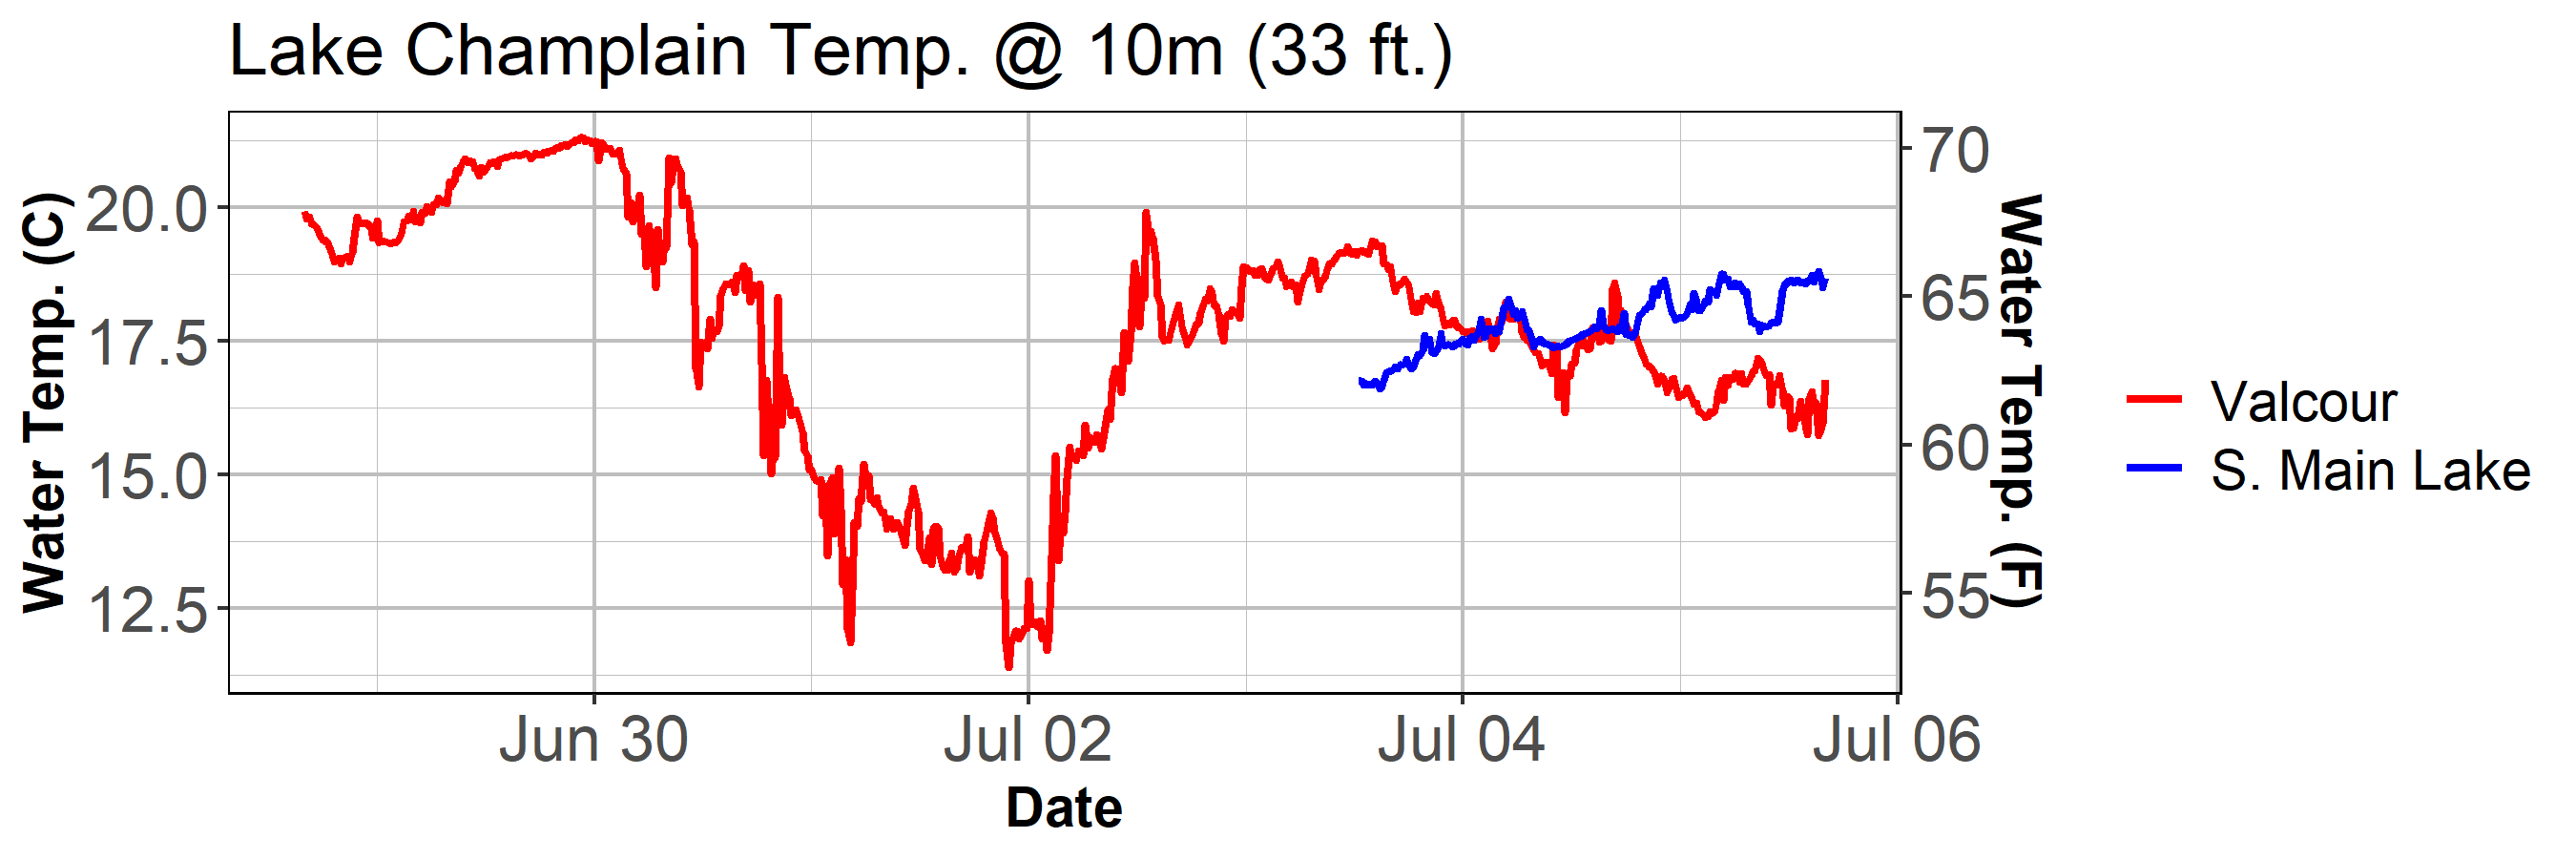 Lake Champlain Temp. @ 10m (33 ft.)
Water Temp. (C)
20.0
17.5
15.0
12.5
70
65
60
55
Water Temp. (F)
Jun 30
Jul 02
Jul 04
Jul 06
Date
Valcour
S. Main Lake